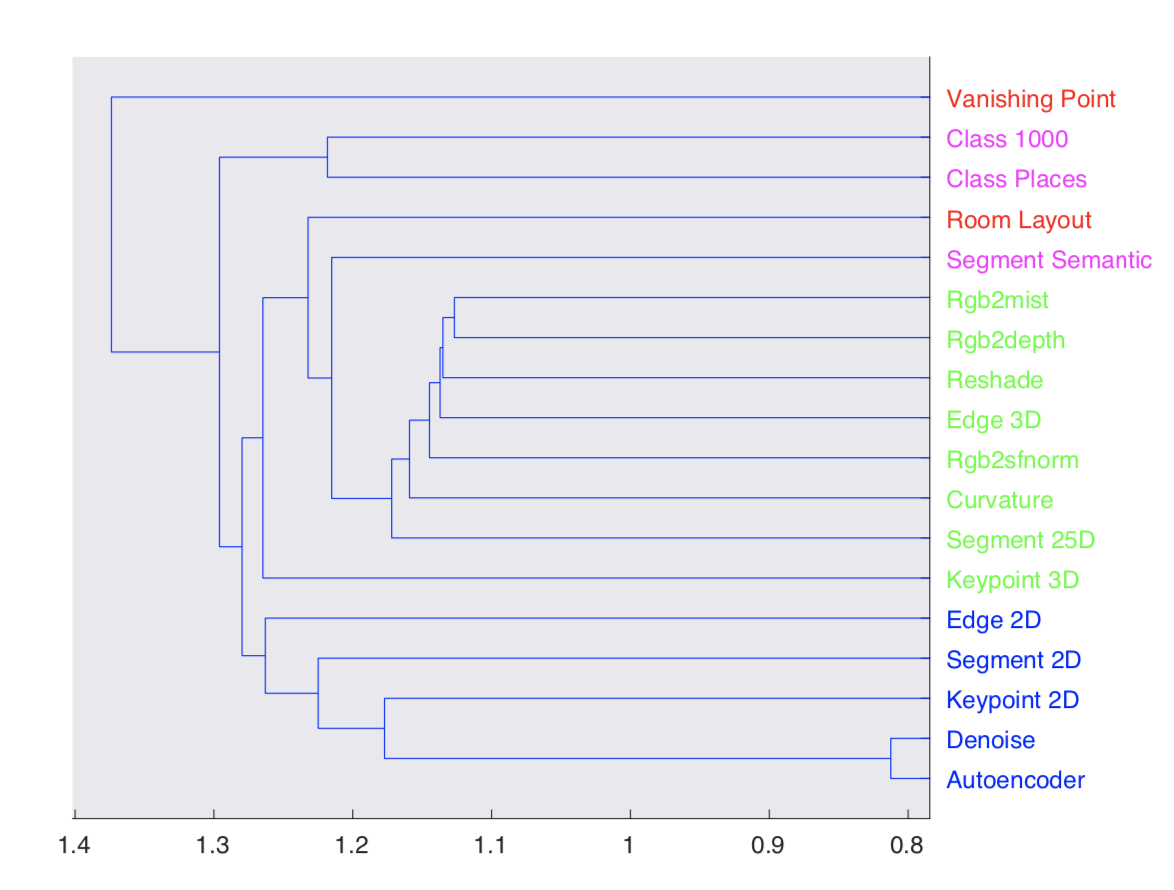 Vanishing Point
Class 1000
Class Places
Room Layout
Segment Semantic
Rgb2mist
Rgb2depth
Reshade
Edge 3D
Rgb2sfnorm
Curvature
Segment 25D
Keypoint 3D
Edge 2D
Segment 2D
Keypoint 2D
Denoise
Autoencoder
1.4 1.3 1.2 1.1 1 0.9 0.8